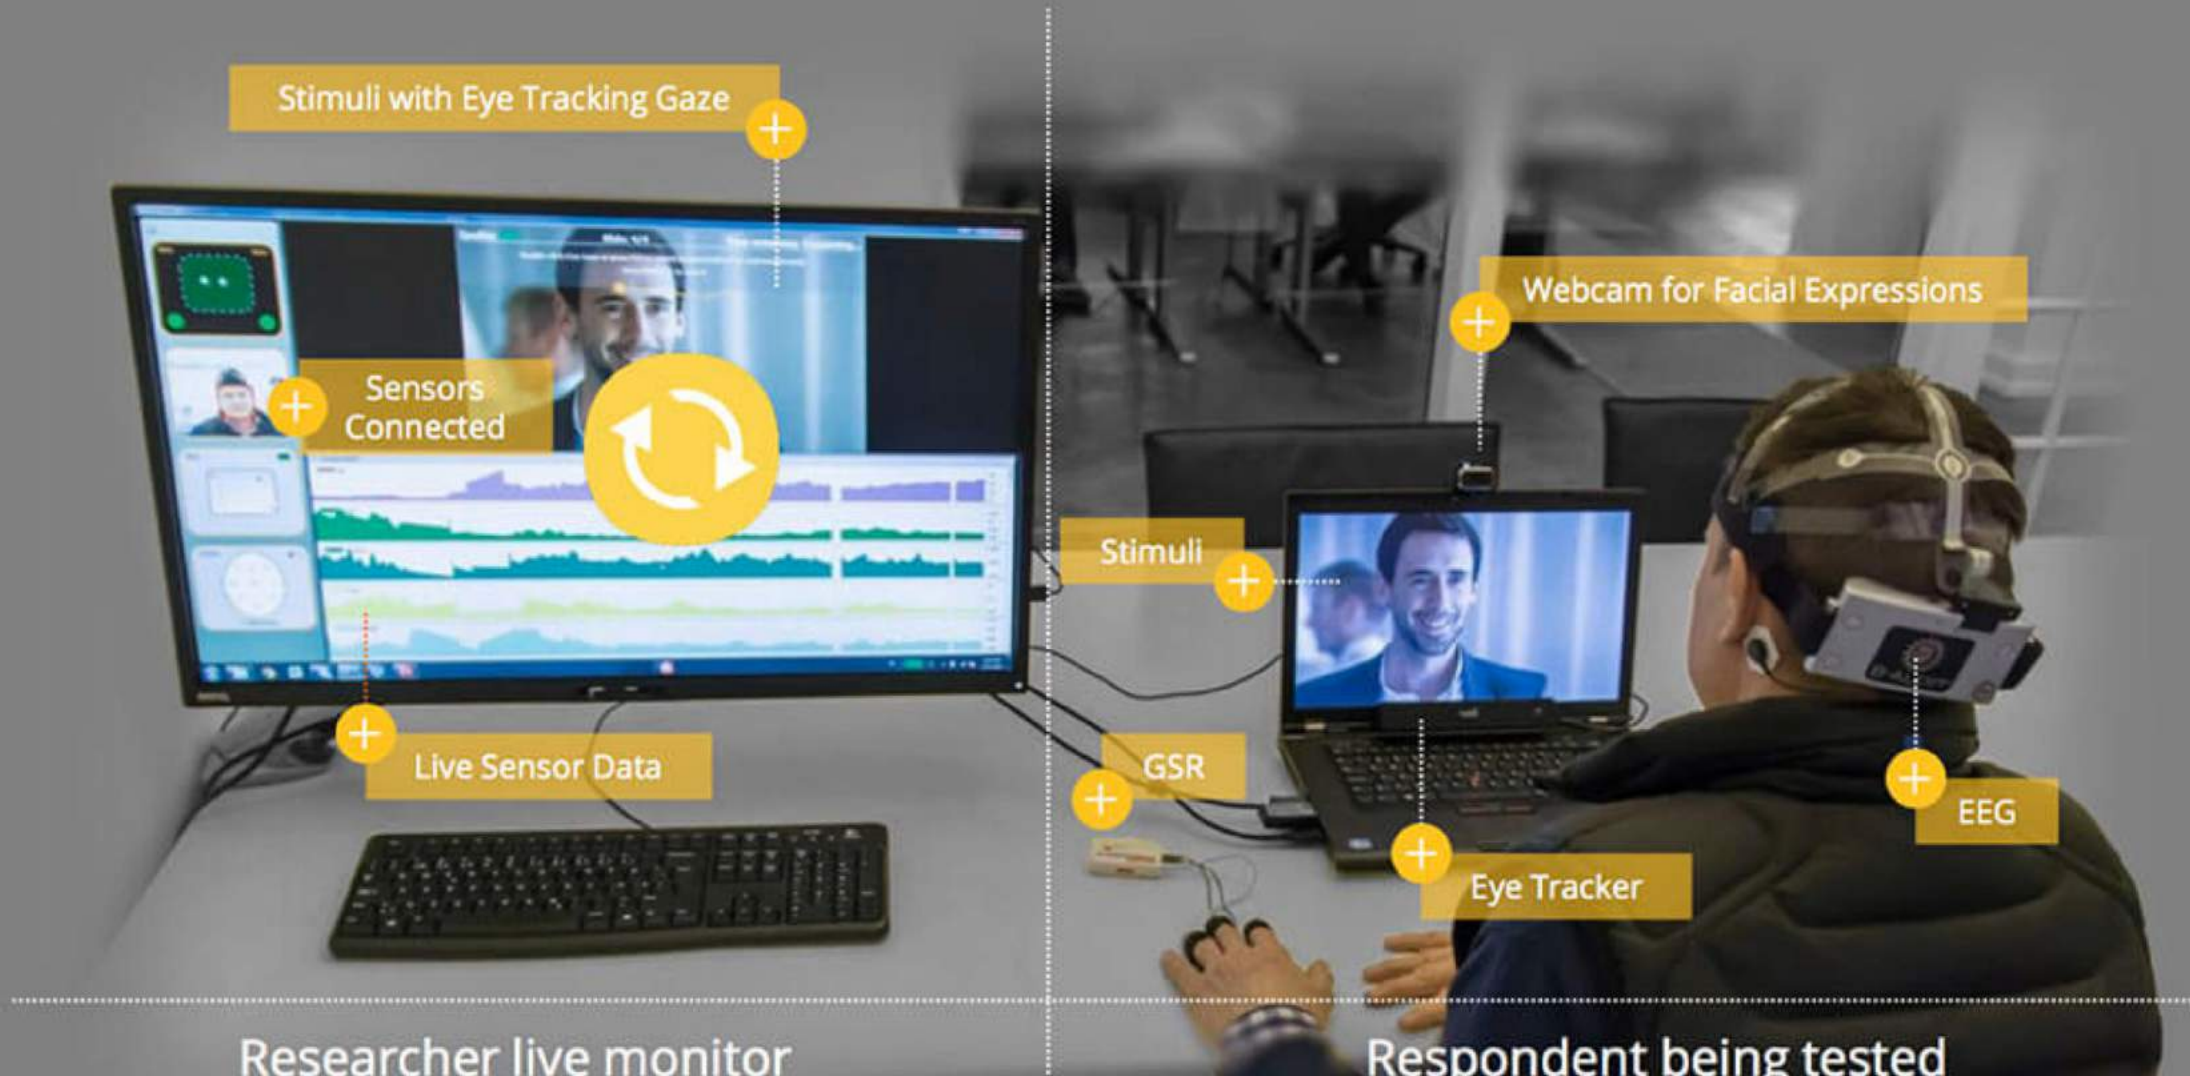 Stimuli with Eye Tracking Gaze
Sensors
Connected
Live Sensor Data
Webcam for Facial Expressions
Stimuli
GSR
Eye Tracker
EEG
Researcher live monitor
Respondent being tested